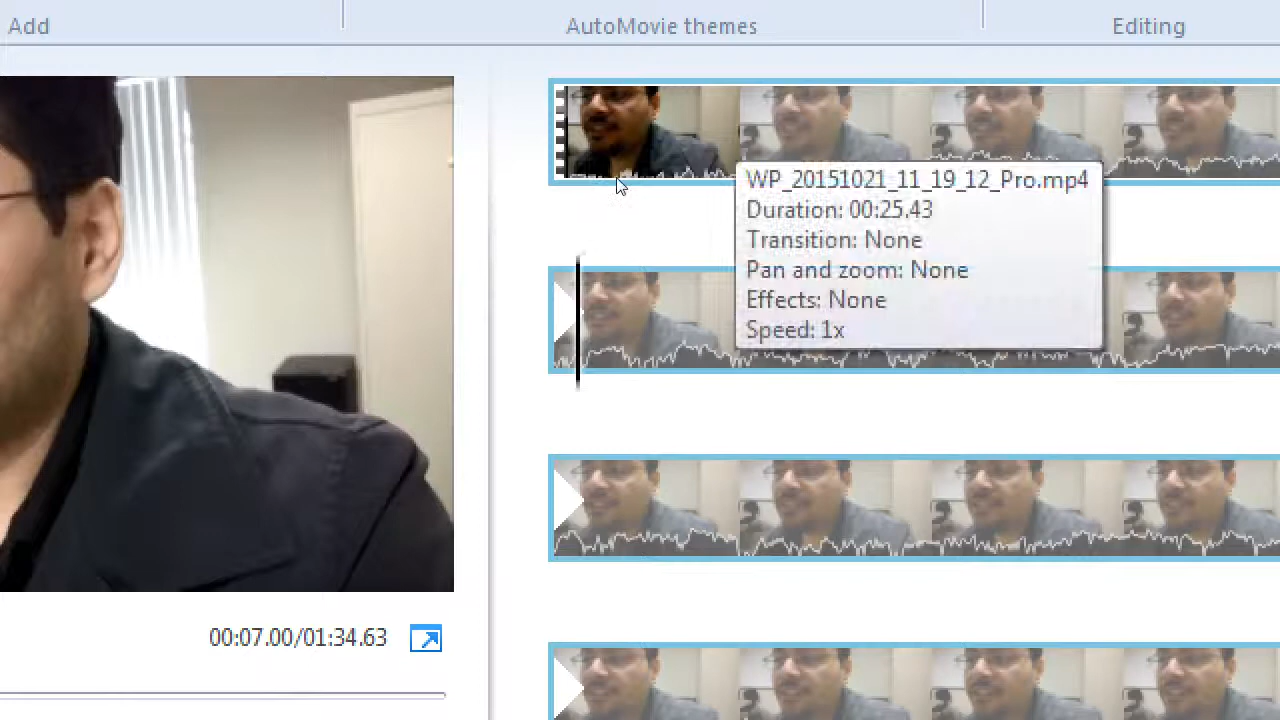 Add
AutoMovie themes
Editing
WP_20151021_11_19_12_Pro.mp4
Duration: 00:25.43
Transition: None
Pan and zoom: None
Effects: None
Speed: 1x
00:07.00/01:34.63